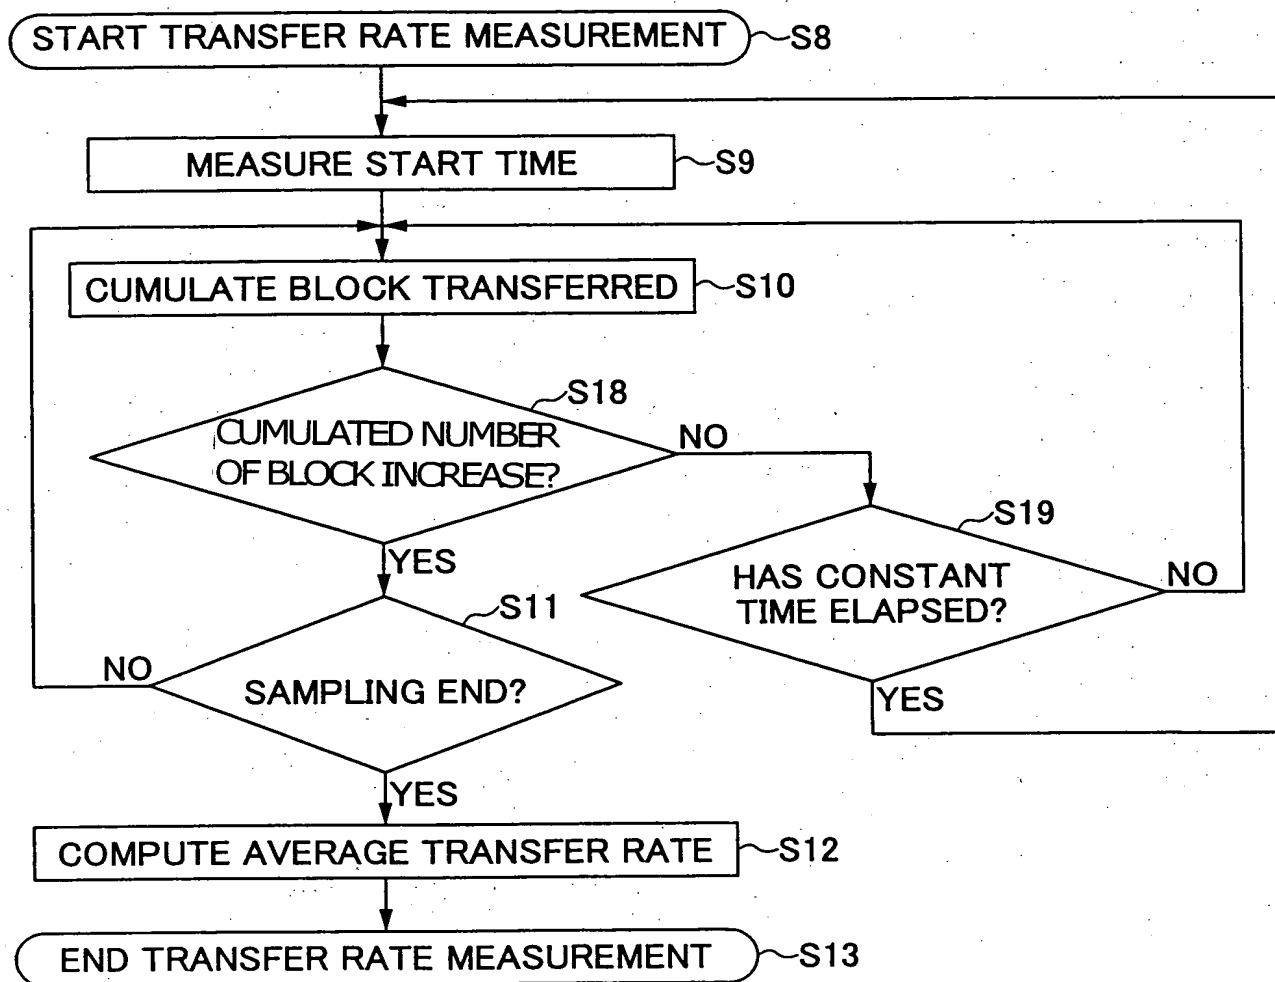 START TRANSFER RATE MEASUREMENT
S8
MEASURE START TIME
S9
CUMULATE BLOCK TRANSFERRED
S10
S18
CUMULATED NUMBER
OF BLOCK INCREASE?
NO
YES
S19
HAS CONSTANT
TIME ELAPSED?
NO
YES
S11
SAMPLING END?
NO
YES
COMPUTE AVERAGE TRANSFER RATE
S12
END TRANSFER RATE MEASUREMENT
S13